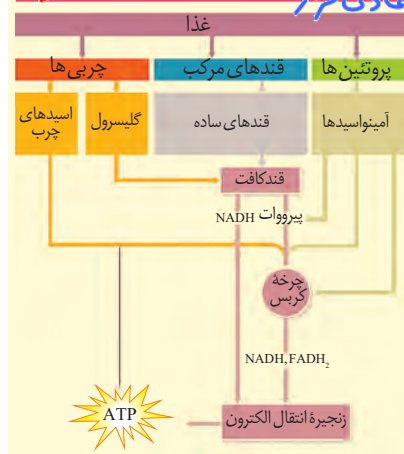 غذا
چربی‌ها
قندهای مرکب
پروتئین‌ها
اسیدهای چرب
گلیسرول
قندهای ساده
آمینواسیدها
قندکافت
پیرووات NADH
چرخهٔ
کربس
NADH, FADH₂
زنجیرهٔ انتقال الکترون
ATP